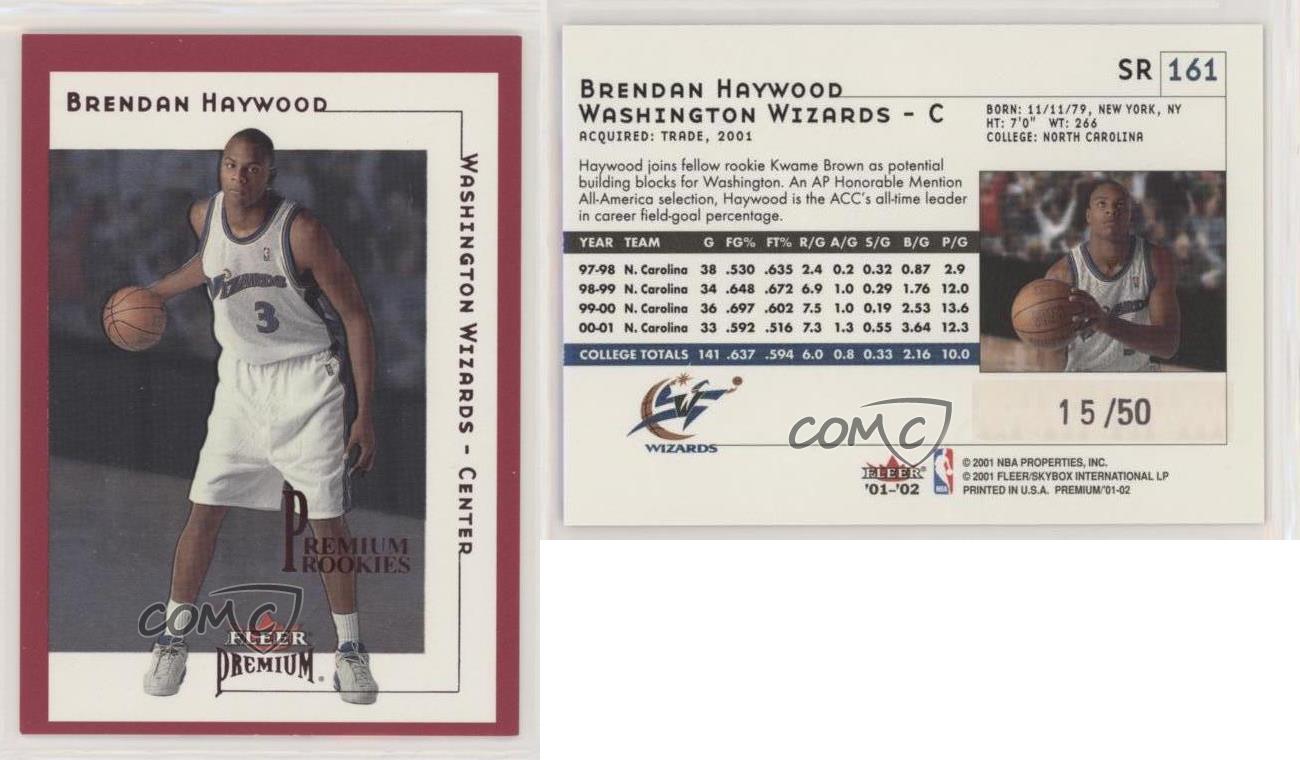 BRENDAN HAYWOOD
WASHINGTON WIZARDS - CENTER
WIZARDS
3
PREMIUM
ROOKIES
COMC
FLEER
PREMIUM®
SR 161
BRENDAN HAYWOOD
WASHINGTON WIZARDS - C
ACQUIRED: TRADE, 2001
BORN: 11/11/79, NEW YORK, NY
HT: 7'0" WT: 266
COLLEGE: NORTH CAROLINA
Haywood joins fellow rookie Kwame Brown as potential
building blocks for Washington. An AP Honorable Mention
All-America selection, Haywood is the ACC's all-time leader
in career field-goal percentage.
YEAR TEAM G FG% FT% R/G A/G S/G B/G P/G
97-98 N. Carolina 38 .530 .635 2.4 0.2 0.32 0.87 2.9
98-99 N. Carolina 34 .648 .672 6.9 1.0 0.29 1.76 12.0
99-00 N. Carolina 36 .697 .602 7.5 1.0 0.19 2.53 13.6
00-01 N. Carolina 33 .592 .516 7.3 1.3 0.55 3.64 12.3
COLLEGE TOTALS 141 .637 .594 6.0 0.8 0.33 2.16 10.0
WIZARDS
15/50
COMC
FLEER
'01-'02
NBA
© 2001 NBA PROPERTIES, INC.
© 2001 FLEER/SKYBOX INTERNATIONAL LP
PRINTED IN U.S.A. PREMIUM/'01-02